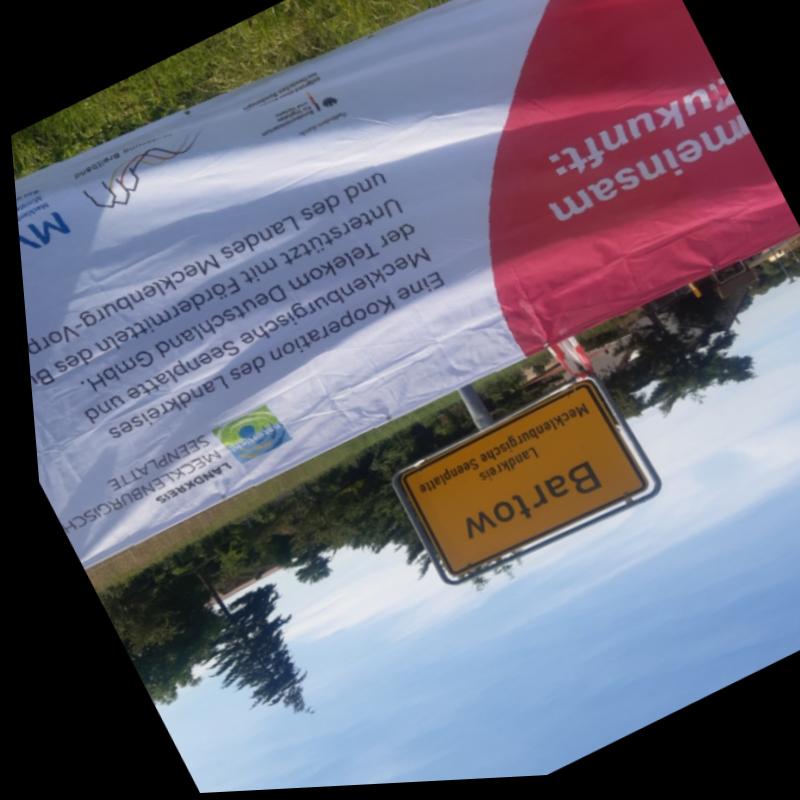 Bartow
Landkreis
Mecklenburgische Seenplatte
LANDKREIS
MECKLENBURGISCH
SEENPLATTE
meinsam
Zukunft:
Eine Kooperation des Landkreises
Mecklenburgische Seenplatte und
der Telekom Deutschland GmbH.
Unterstützt mit Fördermitteln des Bu
und des Landes Mecklenburg-Vorp
Breitband
MV